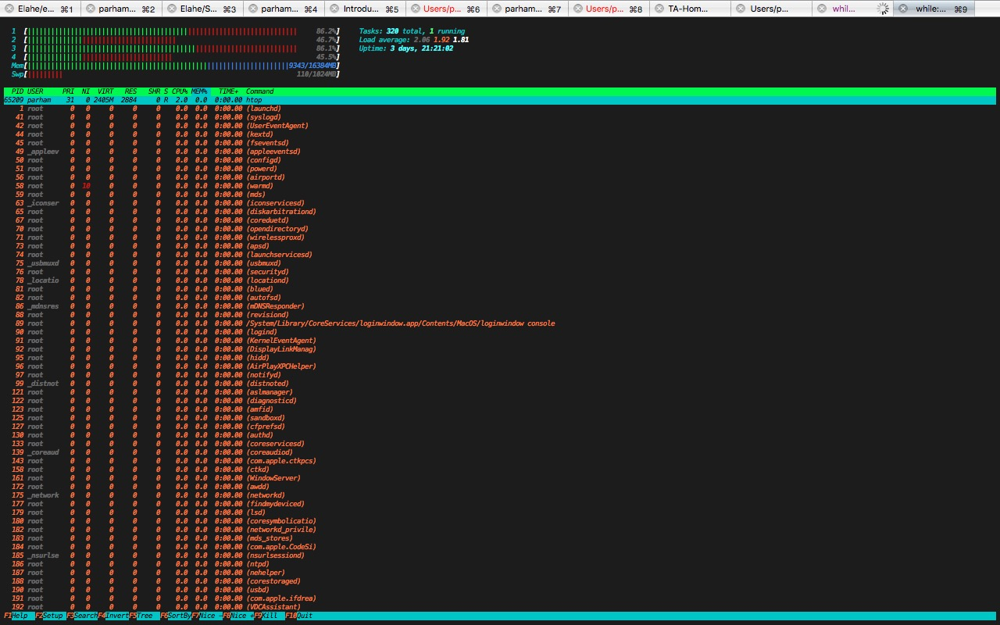 Elahe/e... ⌘1 parham... ⌘2 Elahe/S... ⌘3 parham... ⌘4 Introdu... ⌘5 Users/p... ⌘6 parham... ⌘7 Users/p... ⌘8 TA-Hom... Users/p... whil... while:... ⌘9
1 [ 86.2%] Tasks: 320 total, 1 running
2 [ 46.7%] Load average: 2.06 1.92 1.81
3 [ 86.1%] Uptime: 3 days, 21:21:02
4 [ 45.5%]
Mem[ 9343/16384MB]
Swp[ 110/1024MB]
PID USER PRI NI VIRT RES SHR S CPU% MEM% TIME+ Command
65209 parham 31 0 2405M 2884 0 R 2.0 0.0 0:00.00 htop
1 root 0 0 0 0 0 0.0 0.0 0:00.00 (launchd)
41 root 0 0 0 0 0 0.0 0.0 0:00.00 (syslogd)
42 root 0 0 0 0 0 0.0 0.0 0:00.00 (UserEventAgent)
44 root 0 0 0 0 0 0.0 0.0 0:00.00 (kextd)
45 root 0 0 0 0 0 0.0 0.0 0:00.00 (fseventsd)
49 _appleev 0 0 0 0 0 0.0 0.0 0:00.00 (appleeventsd)
50 root 0 0 0 0 0 0.0 0.0 0:00.00 (configd)
51 root 0 0 0 0 0 0.0 0.0 0:00.00 (powerd)
56 root 0 0 0 0 0 0.0 0.0 0:00.00 (airportd)
58 root 0 10 0 0 0 0.0 0.0 0:00.00 (warmd)
59 root 0 0 0 0 0 0.0 0.0 0:00.00 (mds)
63 _iconser 0 0 0 0 0 0.0 0.0 0:00.00 (iconservicesd)
65 root 0 0 0 0 0 0.0 0.0 0:00.00 (diskarbitrationd)
67 root 0 0 0 0 0 0.0 0.0 0:00.00 (coreduetd)
70 root 0 0 0 0 0 0.0 0.0 0:00.00 (opendirectoryd)
71 root 0 0 0 0 0 0.0 0.0 0:00.00 (wirelessproxd)
73 root 0 0 0 0 0 0.0 0.0 0:00.00 (apsd)
74 root 0 0 0 0 0 0.0 0.0 0:00.00 (launchservicesd)
75 _usbmuxd 0 0 0 0 0 0.0 0.0 0:00.00 (usbmuxd)
76 root 0 0 0 0 0 0.0 0.0 0:00.00 (securityd)
78 _locatio 0 0 0 0 0 0.0 0.0 0:00.00 (locationd)
81 root 0 0 0 0 0 0.0 0.0 0:00.00 (blued)
82 root 0 0 0 0 0 0.0 0.0 0:00.00 (autofsd)
86 _mdnsres 0 0 0 0 0 0.0 0.0 0:00.00 (mDNSResponder)
88 root 0 0 0 0 0 0.0 0.0 0:00.00 (revisiond)
89 root 0 0 0 0 0 0.0 0.0 0:00.00 /System/Library/CoreServices/loginwindow.app/Contents/MacOS/loginwindow console
90 root 0 0 0 0 0 0.0 0.0 0:00.00 (logind)
91 root 0 0 0 0 0 0.0 0.0 0:00.00 (KernelEventAgent)
92 root 0 0 0 0 0 0.0 0.0 0:00.00 (DisplayLinkManag)
95 root 0 0 0 0 0 0.0 0.0 0:00.00 (hidd)
96 root 0 0 0 0 0 0.0 0.0 0:00.00 (AirPlayXPCHelper)
97 root 0 0 0 0 0 0.0 0.0 0:00.00 (notifyd)
99 _distnot 0 0 0 0 0 0.0 0.0 0:00.00 (distnoted)
121 root 0 0 0 0 0 0.0 0.0 0:00.00 (aslmanager)
122 root 0 0 0 0 0 0.0 0.0 0:00.00 (diagnosticd)
123 root 0 0 0 0 0 0.0 0.0 0:00.00 (amfid)
125 root 0 0 0 0 0 0.0 0.0 0:00.00 (sandboxd)
127 root 0 0 0 0 0 0.0 0.0 0:00.00 (cfprefsd)
130 root 0 0 0 0 0 0.0 0.0 0:00.00 (authd)
133 root 0 0 0 0 0 0.0 0.0 0:00.00 (coreservicesd)
139 _coreaud 0 0 0 0 0 0.0 0.0 0:00.00 (coreaudiod)
143 root 0 0 0 0 0 0.0 0.0 0:00.00 (com.apple.ctkpcs)
158 root 0 0 0 0 0 0.0 0.0 0:00.00 (ctkd)
161 root 0 0 0 0 0 0.0 0.0 0:00.00 (WindowServer)
172 root 0 0 0 0 0 0.0 0.0 0:00.00 (awdd)
175 _network 0 0 0 0 0 0.0 0.0 0:00.00 (networkd)
177 root 0 0 0 0 0 0.0 0.0 0:00.00 (findmydeviced)
179 root 0 0 0 0 0 0.0 0.0 0:00.00 (lsd)
180 root 0 0 0 0 0 0.0 0.0 0:00.00 (coresymbolicatio)
182 root 0 0 0 0 0 0.0 0.0 0:00.00 (networkd_privile)
183 root 0 0 0 0 0 0.0 0.0 0:00.00 (mds_stores)
184 root 0 0 0 0 0 0.0 0.0 0:00.00 (com.apple.CodeSi)
185 _nsurlse 0 0 0 0 0 0.0 0.0 0:00.00 (nsurlsessiond)
186 root 0 0 0 0 0 0.0 0.0 0:00.00 (ntpd)
187 root 0 0 0 0 0 0.0 0.0 0:00.00 (nehelper)
188 root 0 0 0 0 0 0.0 0.0 0:00.00 (corestoraged)
190 root 0 0 0 0 0 0.0 0.0 0:00.00 (usbd)
191 root 0 0 0 0 0 0.0 0.0 0:00.00 (com.apple.ifdrea)
192 root 0 0 0 0 0 0.0 0.0 0:00.00 (VDCAssistant)
F1Help F2Setup F3SearchF4InvertF5Tree F6SortByF7Nice -F8Nice +F9Kill F10Quit